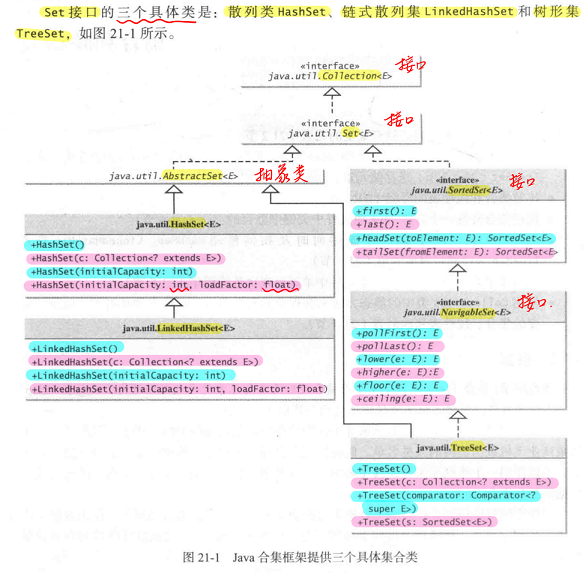 Set 接口的三个具体类是：散列类 HashSet、链式散列集 LinkedHashSet 和树形集
TreeSet，如图 21-1 所示。
«interface»
java.util.Collection<E>
接口
«interface»
java.util.Set<E>
接口
java.util.AbstractSet<E>
抽象类
«interface»
java.util.SortedSet<E>
接口
+first(): E
+last(): E
+headSet(toElement: E): SortedSet<E>
+tailSet(fromElement: E): SortedSet<E>
java.util.HashSet<E>
+HashSet()
+HashSet(c: Collection<? extends E>)
+HashSet(initialCapacity: int)
+HashSet(initialCapacity: int, loadFactor: float)
«interface»
java.util.NavigableSet<E>
接口.
+pollFirst(): E
+pollLast(): E
+lower(e: E): E
+higher(e: E):E
+floor(e: E):E
+ceiling(e: E): E
java.util.LinkedHashSet<E>
+LinkedHashSet()
+LinkedHashSet(c: Collection<? extends E>)
+LinkedHashSet(initialCapacity: int)
+LinkedHashSet(initialCapacity: int, loadFactor: float)
java.util.TreeSet<E>
+TreeSet()
+TreeSet(c: Collection<? extends E>)
+TreeSet(comparator: Comparator<?
super E>)
+TreeSet(s: SortedSet<E>)
图 21-1 Java 合集框架提供三个具体集合类